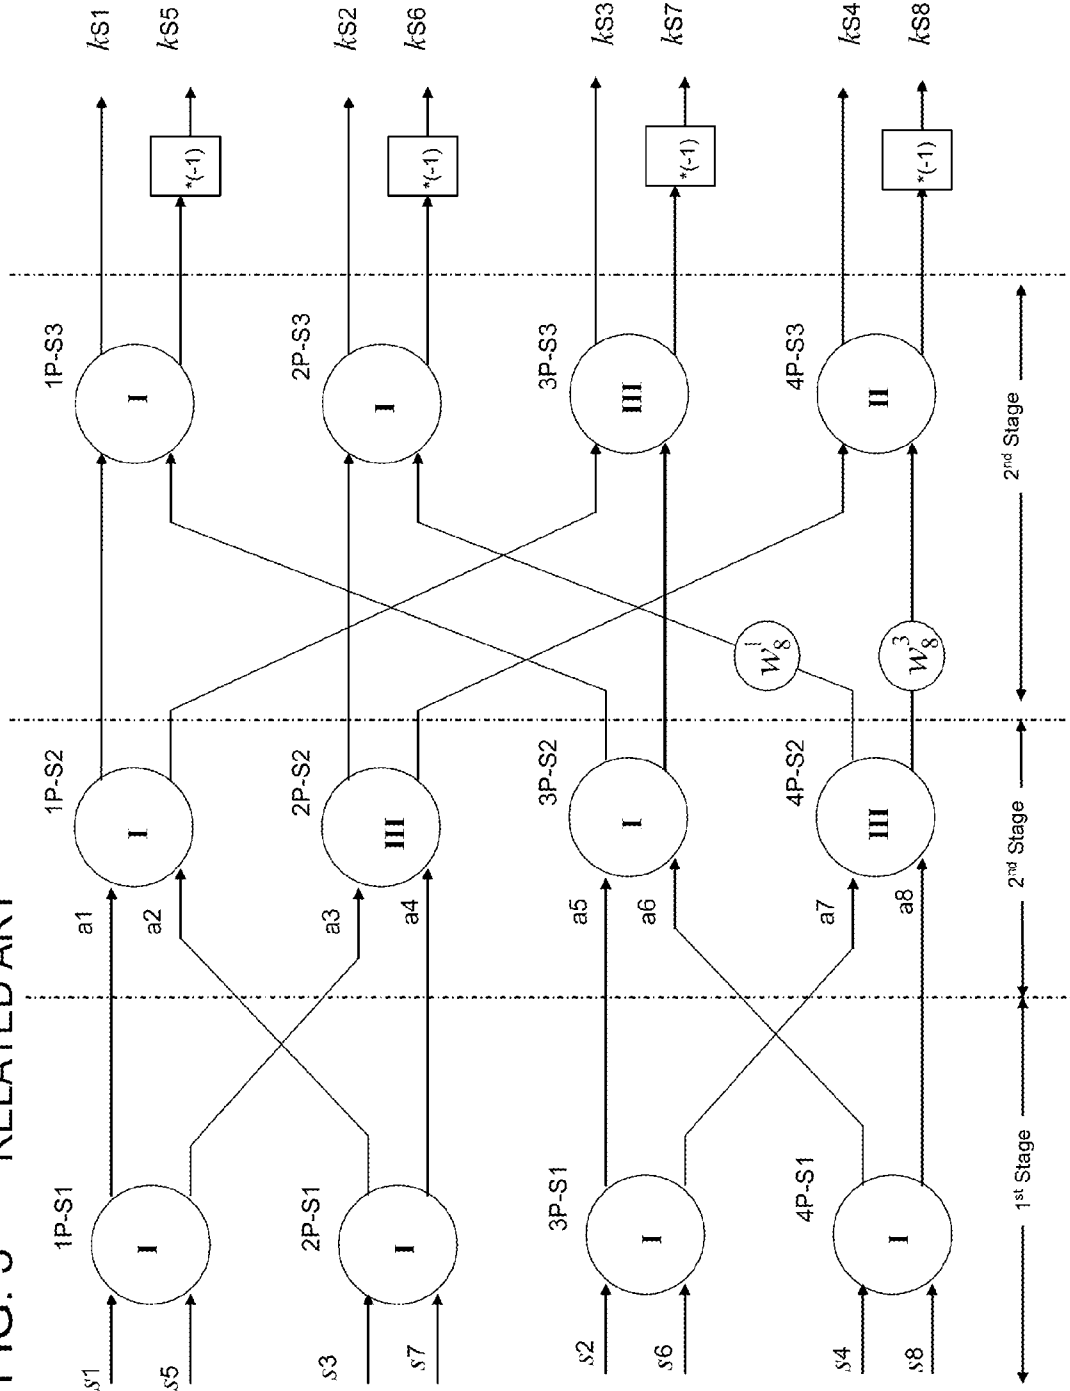 FIG.
RELATED ART
s1
s5
s3
s7
s2
s6
s4
s8
1P-S1
I
2P-S1
I
3P-S1
I
4P-S1
I
1st Stage
a1
a2
a3
a4
a5
a6
a7
a8
1P-S2
I
2P-S2
III
3P-S2
I
4P-S2
III
2nd Stage
w_8^1
w_8^3
1P-S3
I
2P-S3
I
3P-S3
III
4P-S3
II
2nd Stage
*(-1)
*(-1)
*(-1)
*(-1)
kS1
kS5
kS2
kS6
kS3
kS7
kS4
kS8